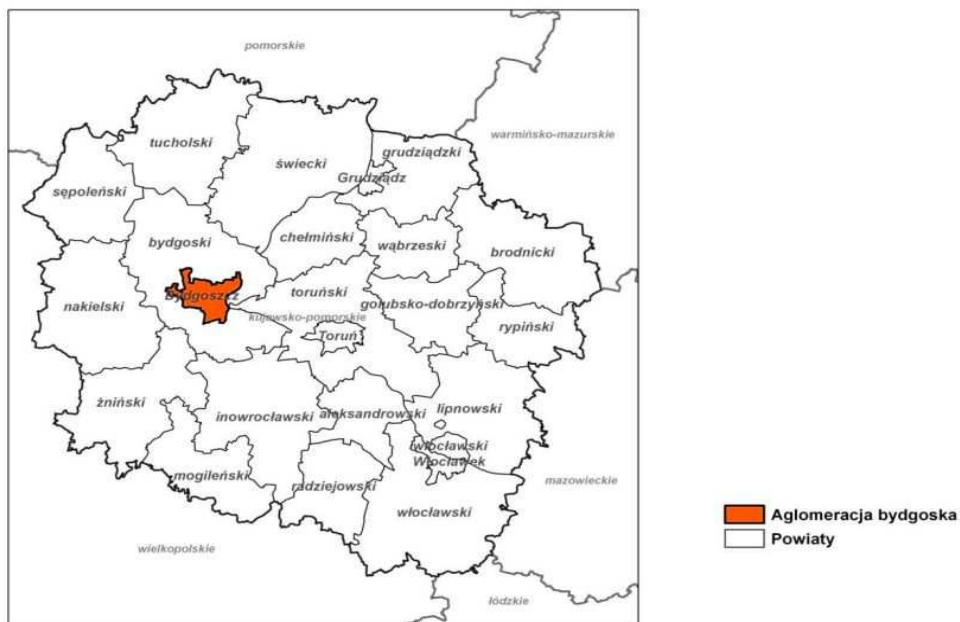 pomorskie
warmińsko-mazurskie
tucholski
grudziądzki
świecki
Grudziądz
sępoleński
chełmiński
bydgoski
wąbrzeski
brodnicki
Bydgoszcz
toruński
nakielski
golubsko-dobrzyński
kujawsko-pomorskie
rypiński
Toruń
żniński
inowrocławski
aleksandrowski
lipnowski
włocławski
Włocławek
mogileński
radziejowski
mazowieckie
włocławski
wielkopolskie
łódzkie
Aglomeracja bydgoska
Powiaty